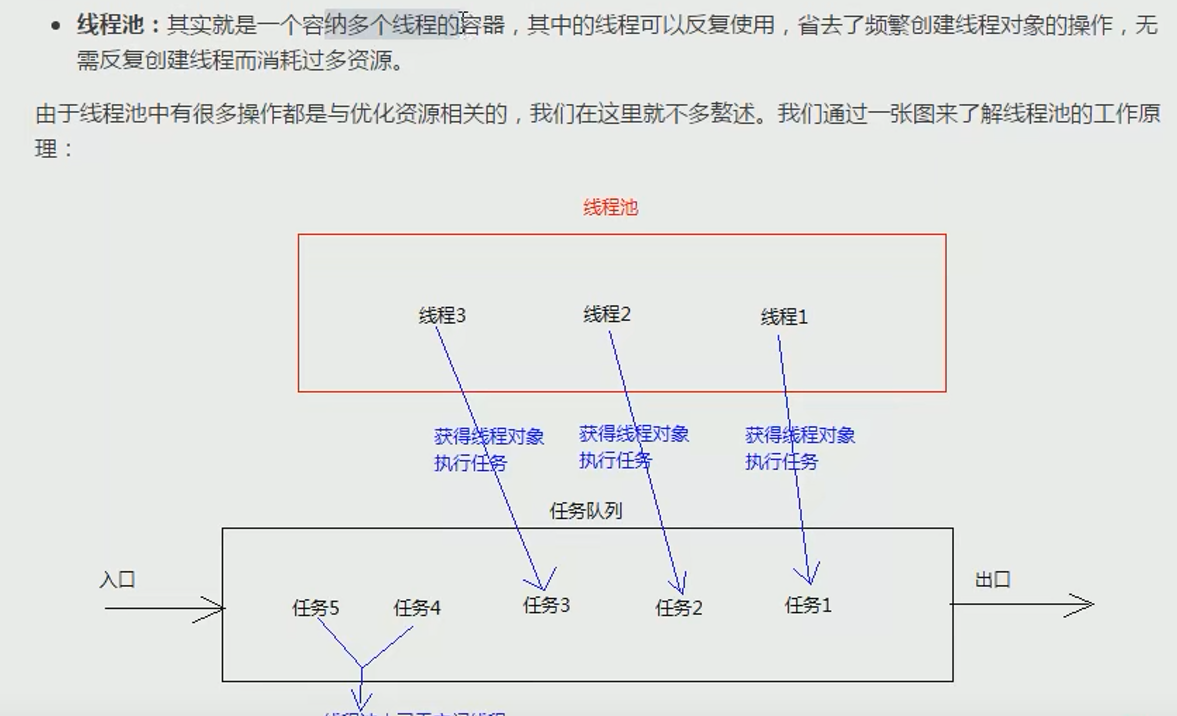 线程池：其实就是一个容纳多个线程的容器，其中的线程可以反复使用，省去了频繁创建线程对象的操作，无
需反复创建线程而消耗过多资源。
由于线程池中有很多操作都是与优化资源相关的，我们在这里就不多赘述。我们通过一张图来了解线程池的工作原
理：
线程池
线程3 线程2 线程1
获得线程对象 获得线程对象 获得线程对象
执行任务 执行任务 执行任务
任务队列
入口 出口
任务5 任务4 任务3 任务2 任务1